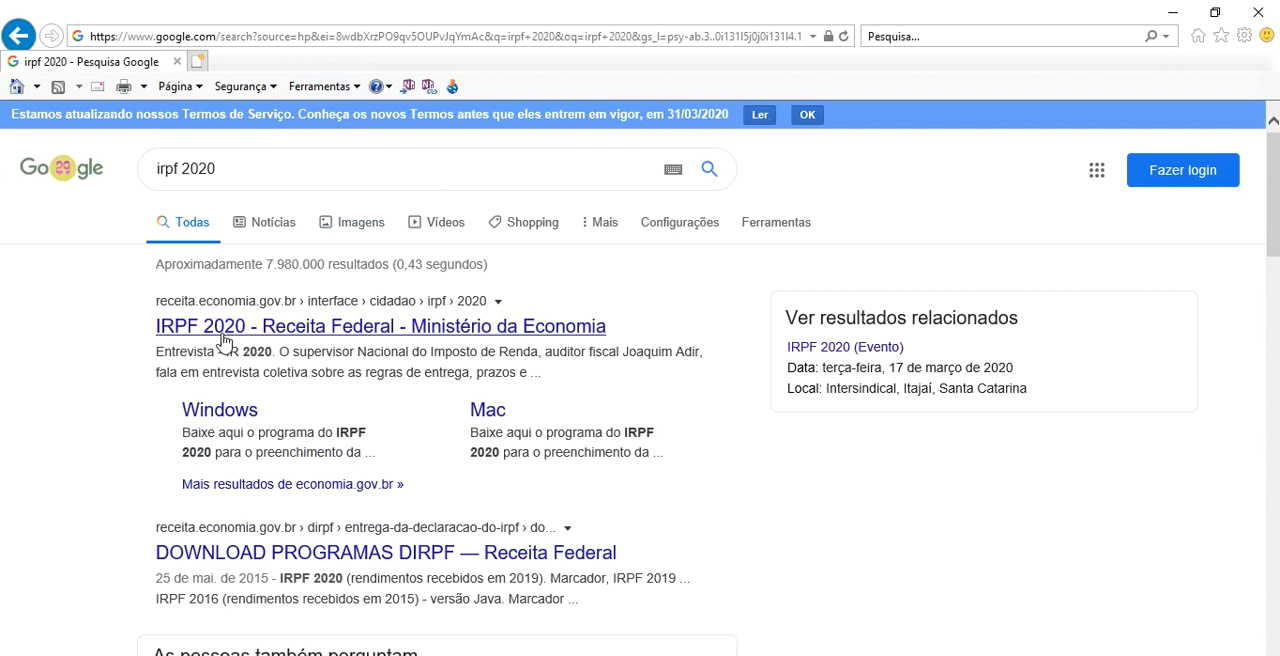 https://www.google.com/search?source=hp&ei=8wdbXrzPO9qv5OUPvJqYmAc&q=irpf+2020&oq=irpf+2020&gs_l=psy-ab.3..0i131l5j0j0i131l4.1
Pesquisa...
irpf 2020 - Pesquisa Google
Página Segurança Ferramentas
Estamos atualizando nossos Termos de Serviço. Conheça os novos Termos antes que eles entrem em vigor, em 31/03/2020 Ler OK
Google irpf 2020 Fazer login
Todas Notícias Imagens Vídeos Shopping Mais Configurações Ferramentas
Aproximadamente 7.980.000 resultados (0,43 segundos)
receita.economia.gov.br › interface › cidadao › irpf › 2020
IRPF 2020 - Receita Federal - Ministério da Economia
Entrevista IR 2020. O supervisor Nacional do Imposto de Renda, auditor fiscal Joaquim Adir,
fala em entrevista coletiva sobre as regras de entrega, prazos e ...
Windows
Baixe aqui o programa do IRPF
2020 para o preenchimento da ...
Mac
Baixe aqui o programa do IRPF
2020 para o preenchimento da ...
Mais resultados de economia.gov.br »
receita.economia.gov.br › dirpf › entrega-da-declaracao-do-irpf › do...
DOWNLOAD PROGRAMAS DIRPF — Receita Federal
25 de mai. de 2015 - IRPF 2020 (rendimentos recebidos em 2019). Marcador, IRPF 2019 ...
IRPF 2016 (rendimentos recebidos em 2015) - versão Java. Marcador ...
As pessoas também perguntam
Ver resultados relacionados
IRPF 2020 (Evento)
Data: terça-feira, 17 de março de 2020
Local: Intersindical, Itajaí, Santa Catarina